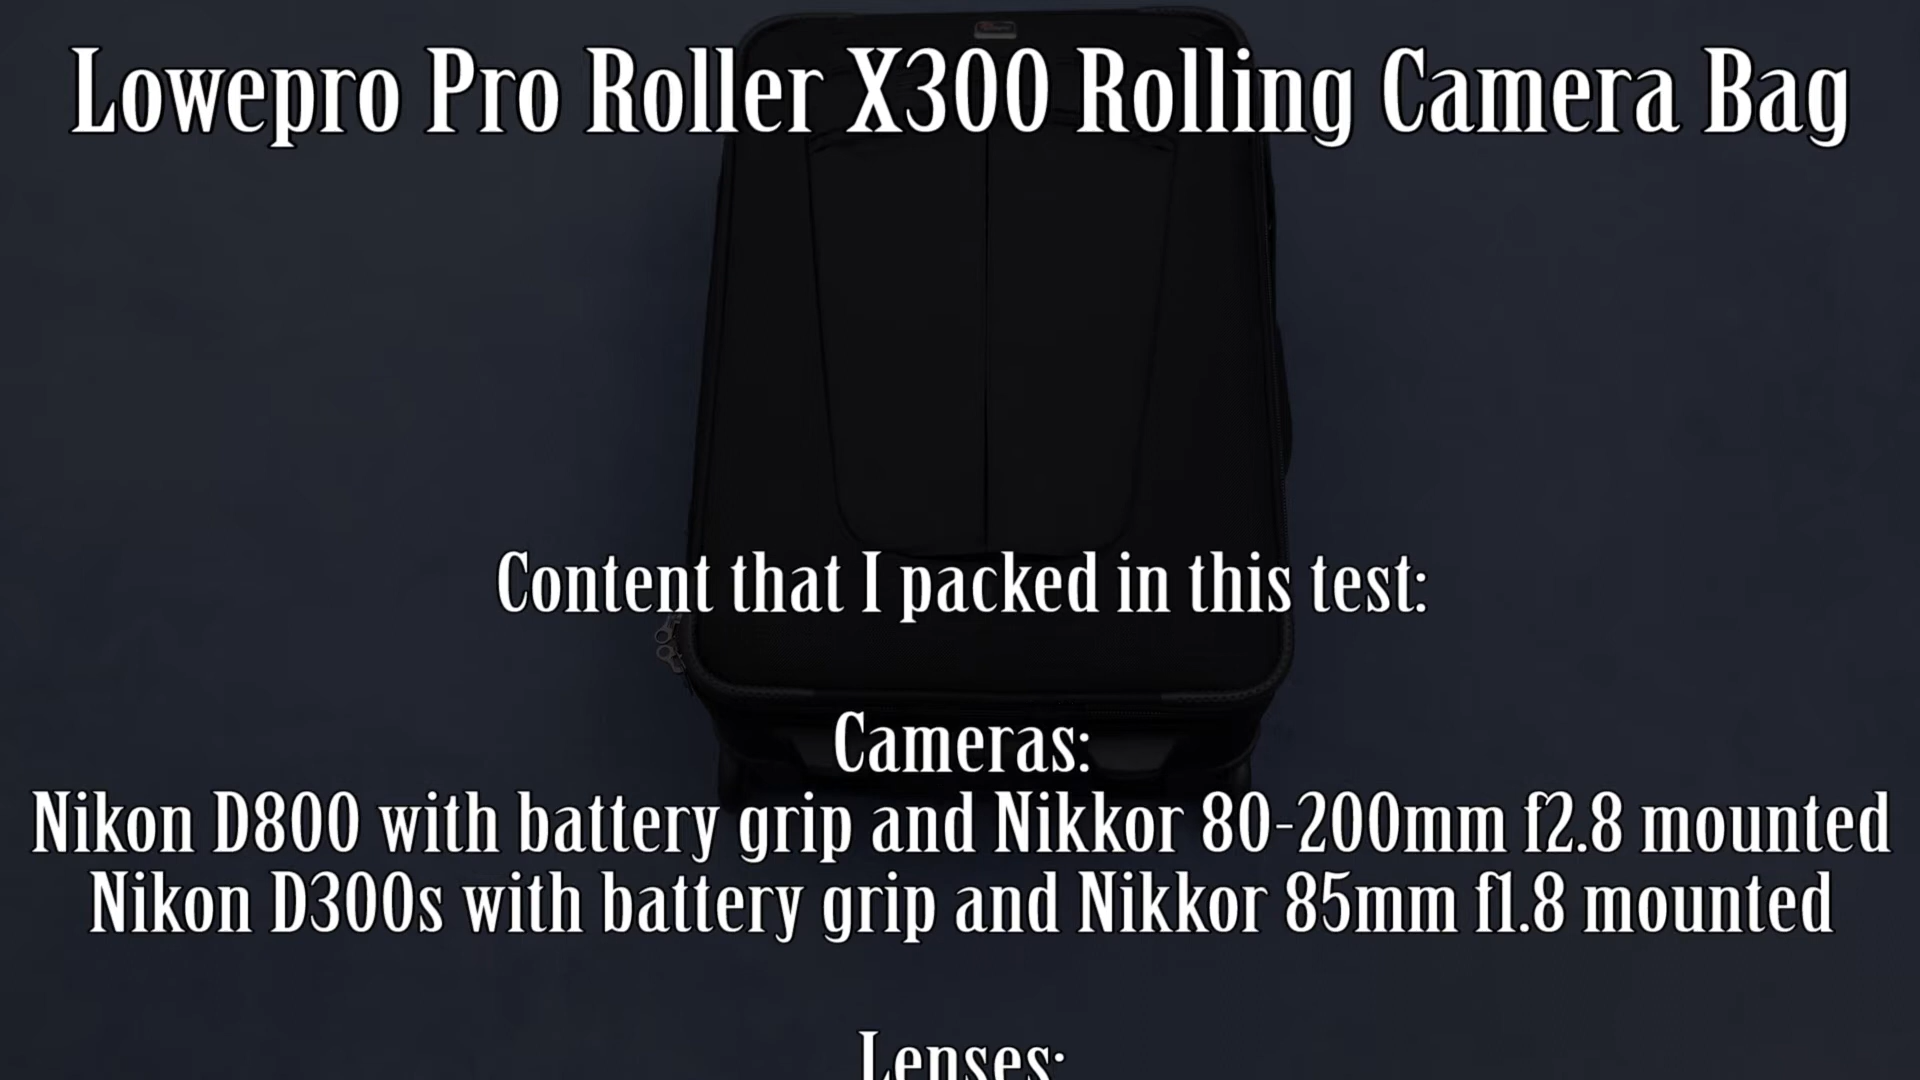 Lowepro Pro Roller X300 Rolling Camera Bag
Content that I packed in this test:
Cameras:
Nikon D800 with battery grip and Nikkor 80-200mm f2.8 mounted
Nikon D300s with battery grip and Nikkor 85mm f1.8 mounted
Lenses: